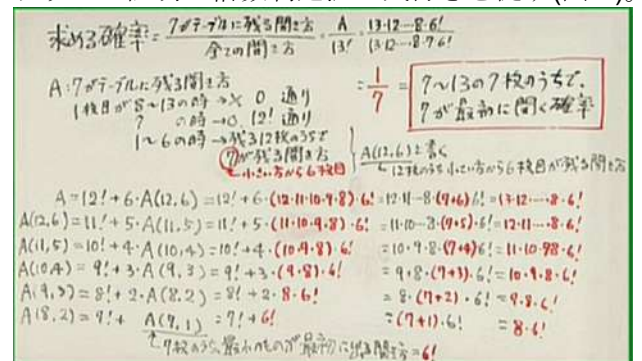 求める確率 = 7がテーブルに残る開き方 / 全ての開き方 = A / 13! = 13·12---8·6! / 13·12---8·7·6!
= 1/7 = 7〜13の7枚のうちで、7が最初に開く確率
A:7がテーブルに残る開き方
1枚目が8〜13の時→× 0 通り
7 の時→○ 12! 通り
1〜6の時→残る12枚のうちで
⑦が残る開き方
小さい方から6枚目
A(12,6)と書く
12枚のうち小さい方から6枚目が残る開き方
A=12!+6·A(12,6)=12!+6·(12·11·10·9·8)·6!=12·11---8·(7+6)·6!=(13·12----8·6!
A(12,6)=11!+5·A(11,5)=11!+5·(11·10·9·8)·6!=11·10--8·(7+5)·6!=12·11---8·6!
A(11,5)=10!+4·A(10,4)=10!+4·(10·9·8)·6!=10·9·8·(7+4)6!=11·10·98·6!
A(10,4)=9!+3·A(9,3)=9!+3·(9·8)·6!=9·8·(7+3)·6!=10·9·8·6!
A(9,3)=8!+2·A(8,2)=8!+2·8·6!=8·(7+2)·6!=9·8·6!
A(8,2)=7!+A(7,1)=7!+6!=(7+1)·6!=8·6!
7枚のうち、最小のものが最初に出る開き方=6!